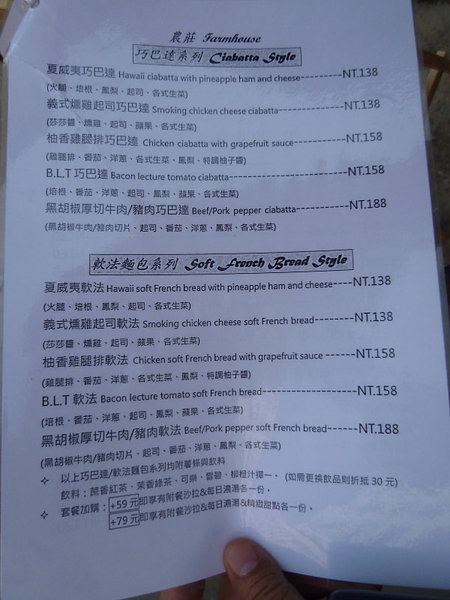 農莊 Farmhouse
巧巴達系列 Ciabatta Style
夏威夷巧巴達 Hawaii ciabatta with pineapple ham and cheese----------NT.138
(火腿、培根、鳳梨、起司、各式生菜)
義式燻雞起司巧巴達 Smoking chicken cheese ciabatta----------------NT.138
(莎莎醬、燻雞、起司、蘋果、各式生菜)
柚香雞腿排巧巴達 Chicken ciabatta with grapefruit sauce-----------NT.158
(雞腿排、番茄、洋蔥、各式生菜、鳳梨、特調柚子醬)
B.L.T 巧巴達 Bacon lecture tomato ciabatta--------------------------NT.158
(培根、番茄、洋蔥、起司、鳳梨、蘋果、各式生菜)
黑胡椒厚切牛肉/豬肉巧巴達 Beef/Pork pepper ciabatta-----------NT.188
(黑胡椒牛肉/豬肉切片、起司、番茄、洋蔥、鳳梨、各式生菜)
軟法麵包系列 Soft French Bread Style
夏威夷軟法 Hawaii soft French bread with pineapple ham and cheese-----NT.138
(火腿、培根、鳳梨、起司、各式生菜)
義式燻雞起司軟法 Smoking chicken cheese soft French bread--------NT.138
(莎莎醬、燻雞、起司、蘋果、各式生菜)
柚香雞腿排軟法 Chicken soft French bread with grapefruit sauce ------NT.158
(雞腿排、番茄、洋蔥、各式生菜、鳳梨、特調柚子醬)
B.L.T 軟法 Bacon lecture tomato soft French bread-------------------NT.158
(培根、番茄、洋蔥、起司、鳳梨、蘋果、各式生菜)
黑胡椒厚切牛肉/豬肉軟法 Beef/Pork pepper soft French bread------NT.188
(黑胡椒牛肉/豬肉切片、起司、番茄、洋蔥、鳳梨、各式生菜)
✧ 以上巧巴達/軟法麵包系列均附薯條與飲料
飲料:蔗香紅茶、茉香綠茶、可樂、雪碧、柳橙汁擇一。(如需更換飲品則折抵 30 元)
✧ 套餐加購:+59 元即享有附餐沙拉&每日濃湯各一份。
+79 元即享有附餐沙拉&每日濃湯&精緻甜點各一份。